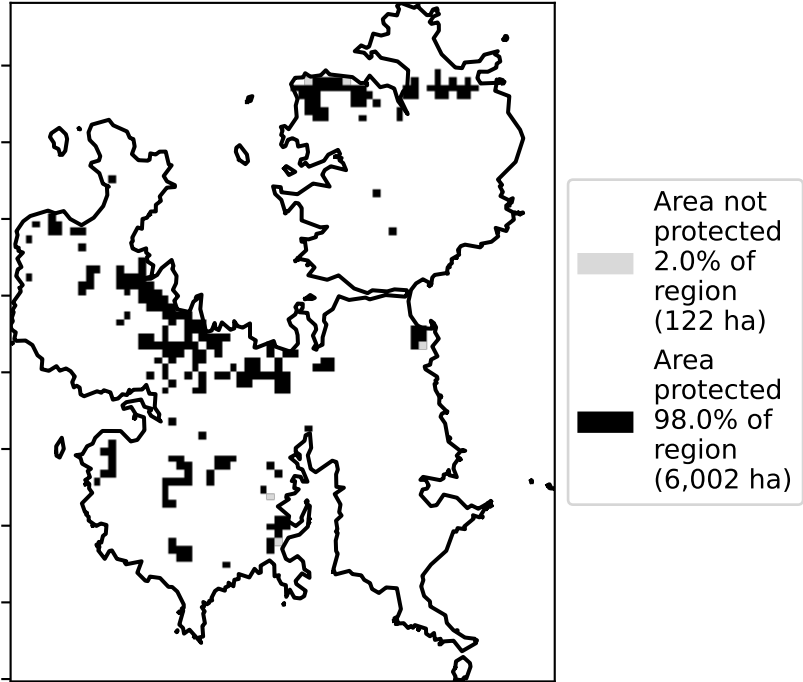 Area not
protected
2.0% of
region
(122 ha)
Area
protected
98.0% of
region
(6,002 ha)